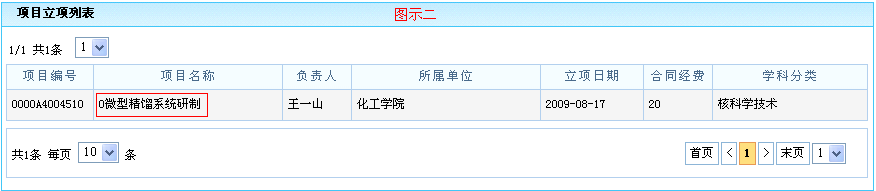 项目立项列表 图示二
1/1 共1条 1
项目编号 项目名称 负责人 所属单位 立项日期 合同经费 学科分类
0000A4004510 0微型精馏系统研制 王一山 化工学院 2009-08-17 20 核科学技术
共1条 每页 10 条 首页 < 1 > 末页 1